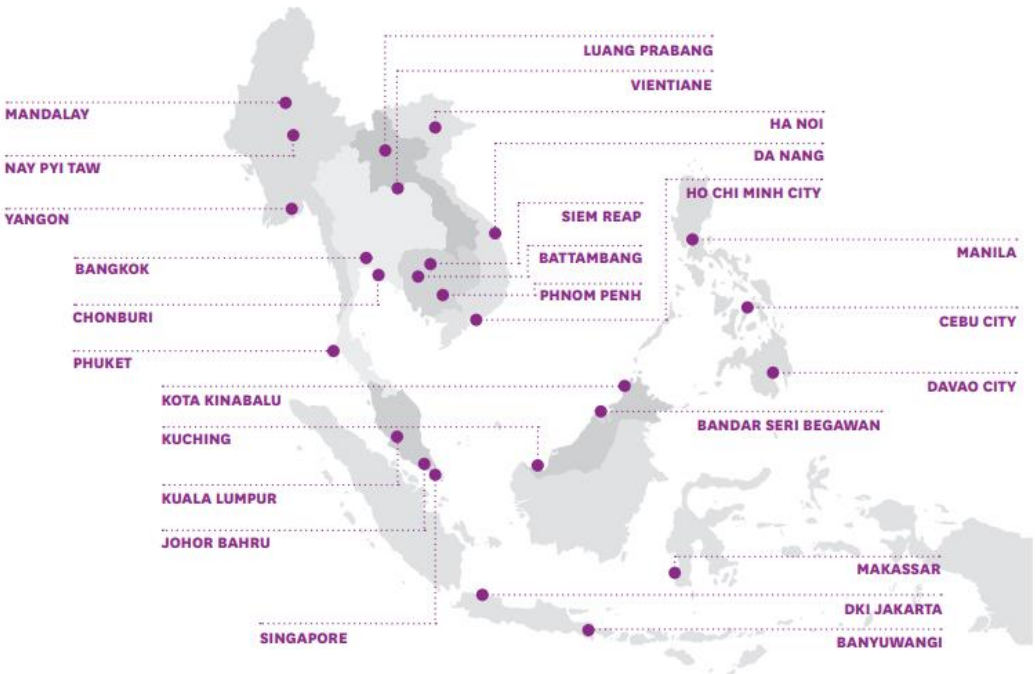 LUANG PRABANG
VIENTIANE
MANDALAY
HA NOI
DA NANG
NAY PYI TAW
HO CHI MINH CITY
YANGON
SIEM REAP
MANILA
BATTAMBANG
BANGKOK
PHNOM PENH
CHONBURI
CEBU CITY
PHUKET
DAVAO CITY
KOTA KINABALU
BANDAR SERI BEGAWAN
KUCHING
KUALA LUMPUR
JOHOR BAHRU
MAKASSAR
DKI JAKARTA
SINGAPORE
BANYUWANGI